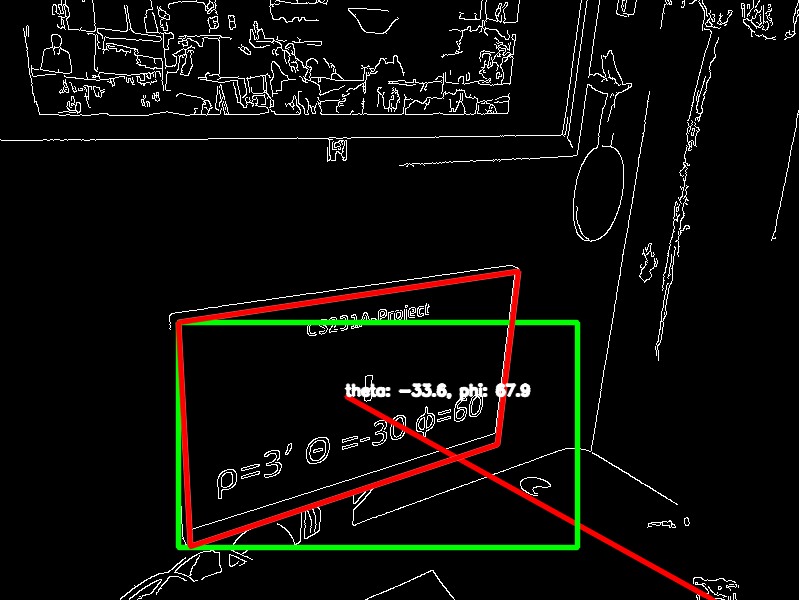 CS231A-Project
theta: -33.6, phi: 67.9
ρ=3' Θ =-30 ϕ=60